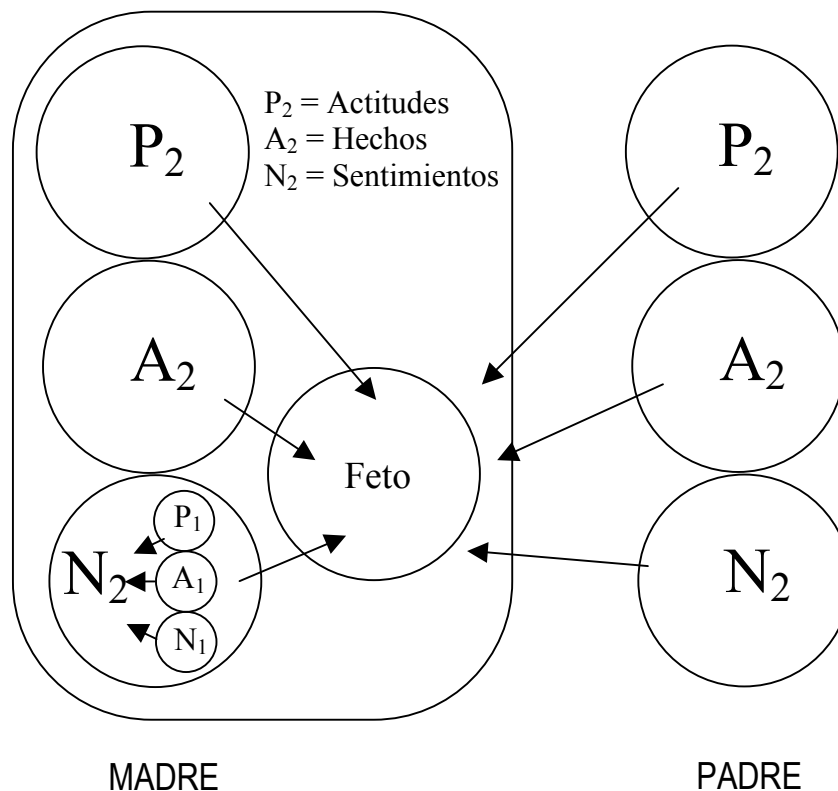 P₂
P₂ = Actitudes
A₂ = Hechos
N₂ = Sentimientos
P₂
A₂
A₂
Feto
N₂
P₁
A₁
N₁
N₂
MADRE
PADRE